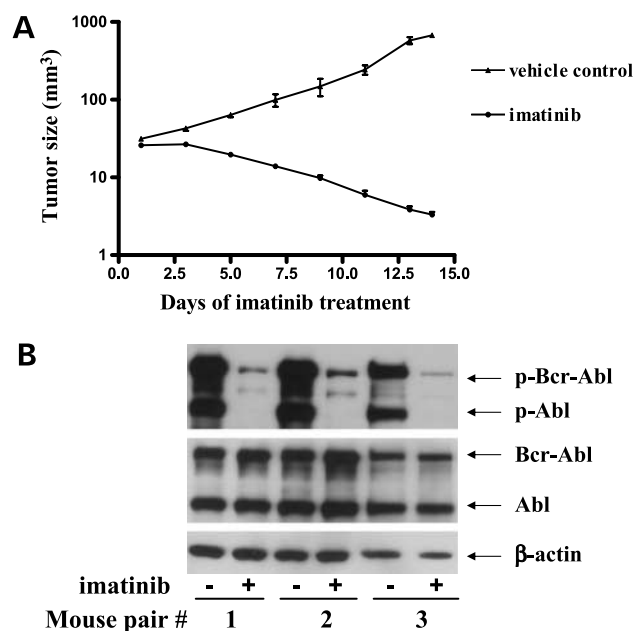 A
Tumor size (mm³)
1000
100
10
1
0.0 2.5 5.0 7.5 10.0 12.5 15.0
Days of imatinib treatment
vehicle control
imatinib
B
p-Bcr-Abl
p-Abl
Bcr-Abl
Abl
β-actin
imatinib - + - + - +
Mouse pair # 1 2 3